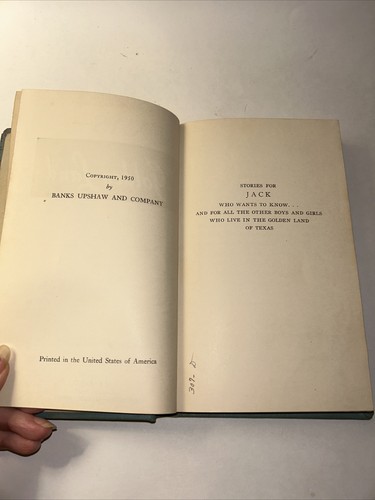 COPYRIGHT, 1950
by
BANKS UPSHAW AND COMPANY
Printed in the United States of America
STORIES FOR
JACK
WHO WANTS TO KNOW...
AND FOR ALL THE OTHER BOYS AND GIRLS
WHO LIVE IN THE GOLDEN LAND
OF TEXAS